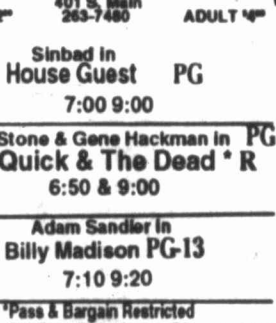 401 S. Main
263-7480 ADULT
Sinbad in
House Guest PG
7:00 9:00
Stone & Gene Hackman in PG
Quick & The Dead * R
6:50 & 9:00
Adam Sandler in
Billy Madison PG-13
7:10 9:20
*Pass & Bargain Restricted